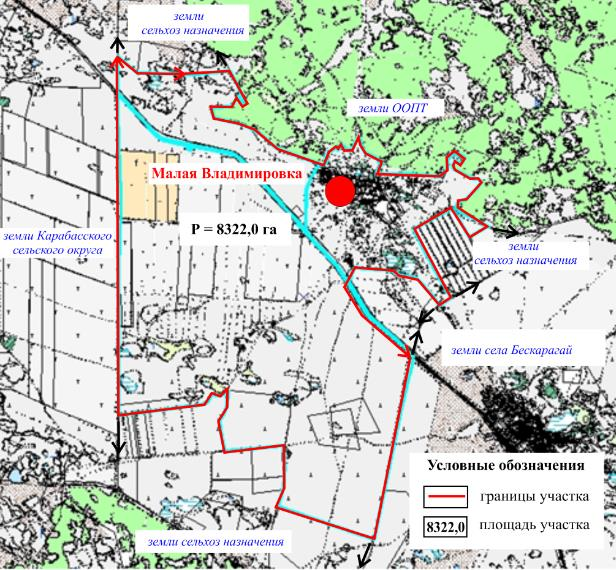 земли
сельхоз назначения
земли ООПТ
Малая Владимировка
Р = 8322,0 га
земли Карабасского
сельского округа
земли
сельхоз назначения
земли села Бескарагай
Условные обозначения
границы участка
8322,0 площадь участка
земли сельхоз назначения